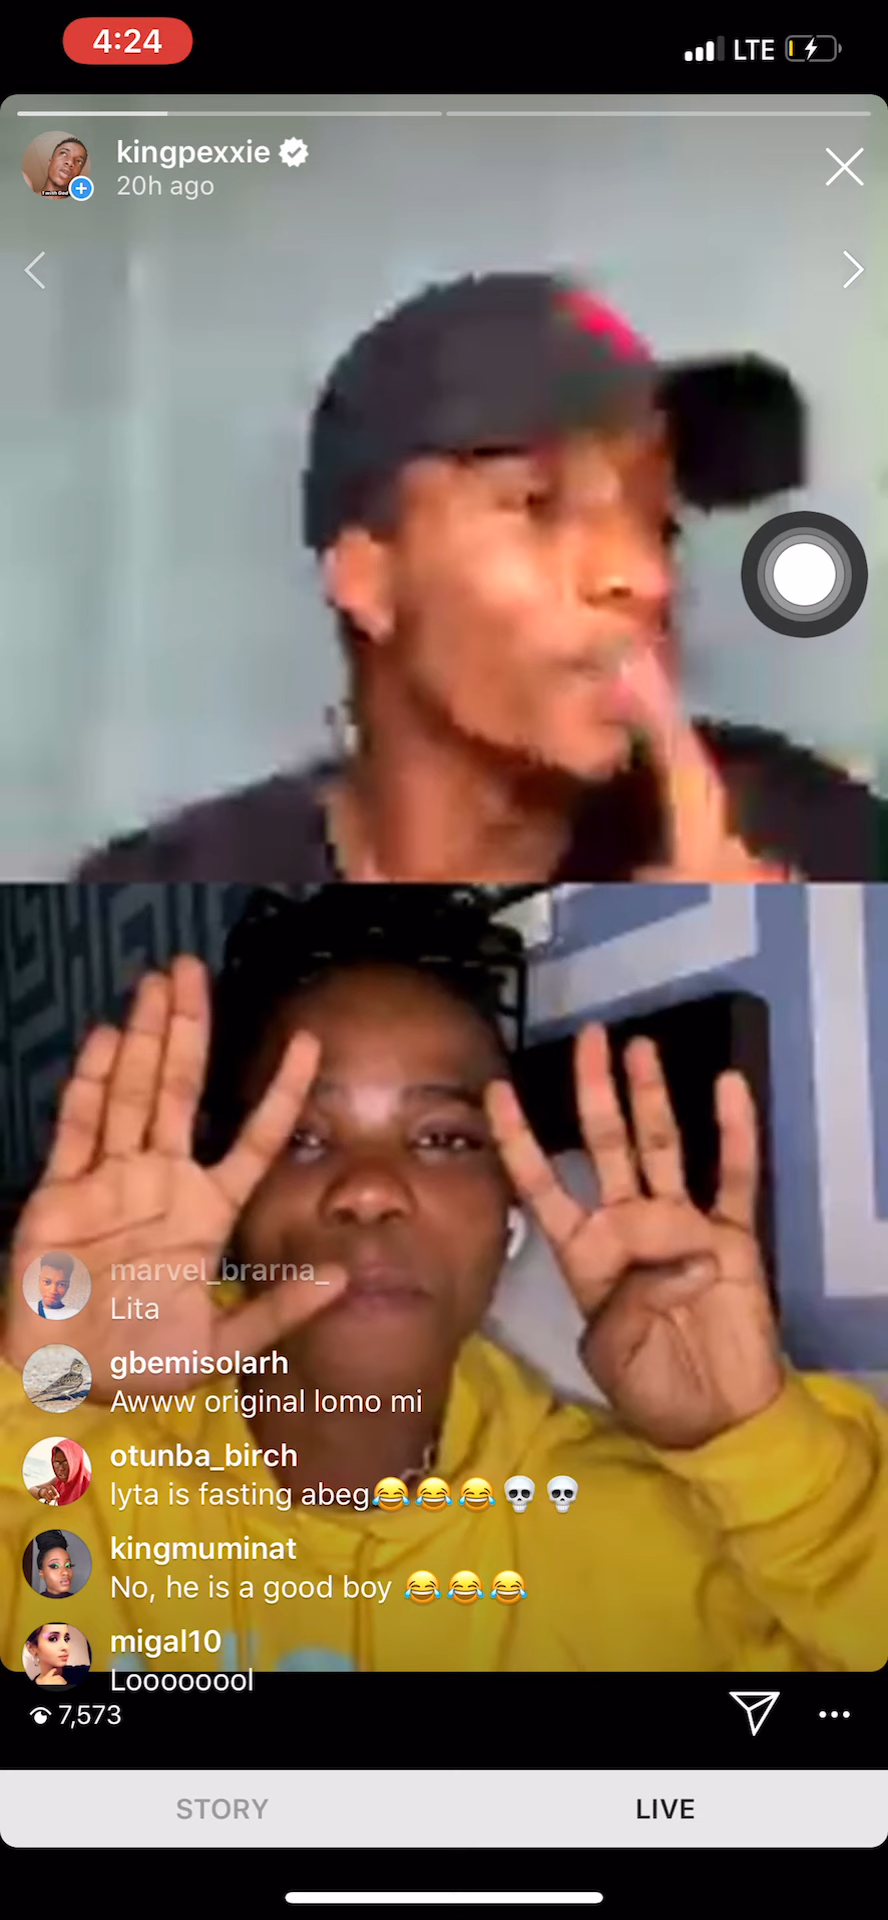 4:24
LTE
kingpexxie
20h ago
marvel_brarna_
Lita
gbemisolarh
Awww original lomo mi
otunba_birch
lyta is fasting abeg😂😂😂💀💀
kingmuminat
No, he is a good boy 😂😂😂
migal10
Loooooool
7,573
STORY
LIVE